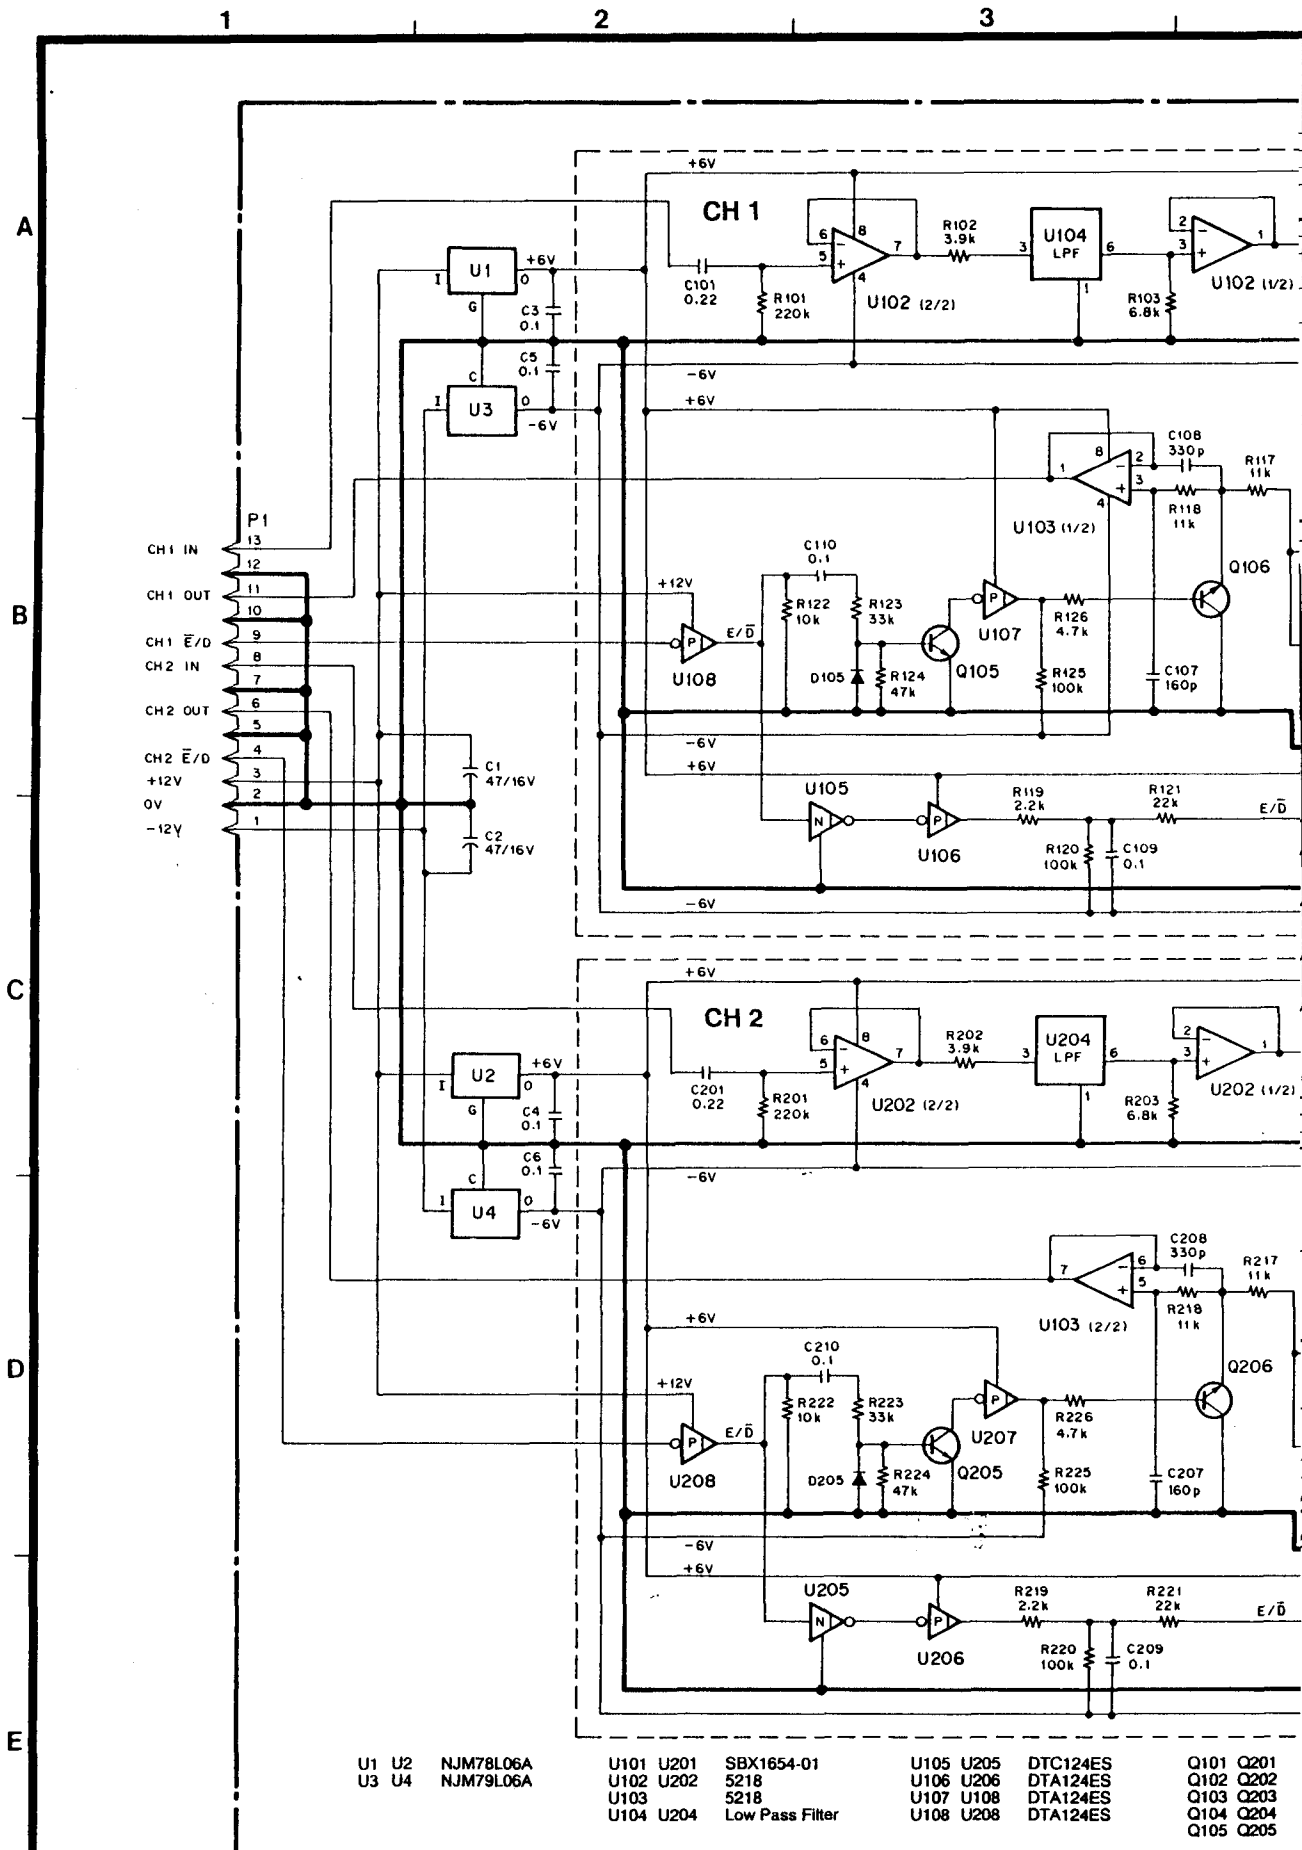 1 2 3
A
+6V
CH 1
U1
I
+6V
O
G
C3
0.1
C5
0.1
C
U3
I
O
-6V
C101
0.22
R101
220k
6
5
8
7
4
-
+
U102 (2/2)
R102
3.9k
3
U104
LPF
6
1
R103
6.8k
2
3
-
+
1
U102 (1/2)
-6V
+6V
8
1
2
3
4
-
+
U103 (1/2)
C108
330p
R118
11k
R117
11k
B
P1
CH1 IN 13
12
CH1 OUT 11
10
CH1 E̅/D 9
CH2 IN 8
7
CH2 OUT 6
5
CH2 E̅/D 4
+12V 3
0V 2
-12V 1
+12V
P
U108
E/D̅
C110
0.1
R122
10k
R123
33k
D105
R124
47k
Q105
P
U107
R126
4.7k
R125
100k
Q106
C107
160p
C1
47/16V
C2
47/16V
-6V
+6V
U105
N
P
U106
R119
2.2k
R121
22k
E/D̅
R120
100k
C109
0.1
-6V
C
+6V
CH 2
U2
I
+6V
O
G
C4
0.1
C6
0.1
C
U4
I
O
-6V
C201
0.22
R201
220k
6
5
8
7
4
-
+
U202 (2/2)
R202
3.9k
3
U204
LPF
6
1
R203
6.8k
2
3
-
+
1
U202 (1/2)
-6V
7
6
5
-
+
U103 (2/2)
C208
330p
R218
11k
R217
11k
D
+6V
+12V
P
U208
E/D̅
C210
0.1
R222
10k
R223
33k
D205
R224
47k
Q205
P
U207
R226
4.7k
R225
100k
Q206
C207
160p
-6V
+6V
U205
N
P
U206
R219
2.2k
R221
22k
E/D̅
R220
100k
C209
0.1
E
U1 U2 NJM78L06A
U3 U4 NJM79L06A
U101 U201 SBX1654-01
U102 U202 5218
U103 5218
U104 U204 Low Pass Filter
U105 U205 DTC124ES
U106 U206 DTA124ES
U107 U108 DTA124ES
U108 U208 DTA124ES
Q101 Q201
Q102 Q202
Q103 Q203
Q104 Q204
Q105 Q205